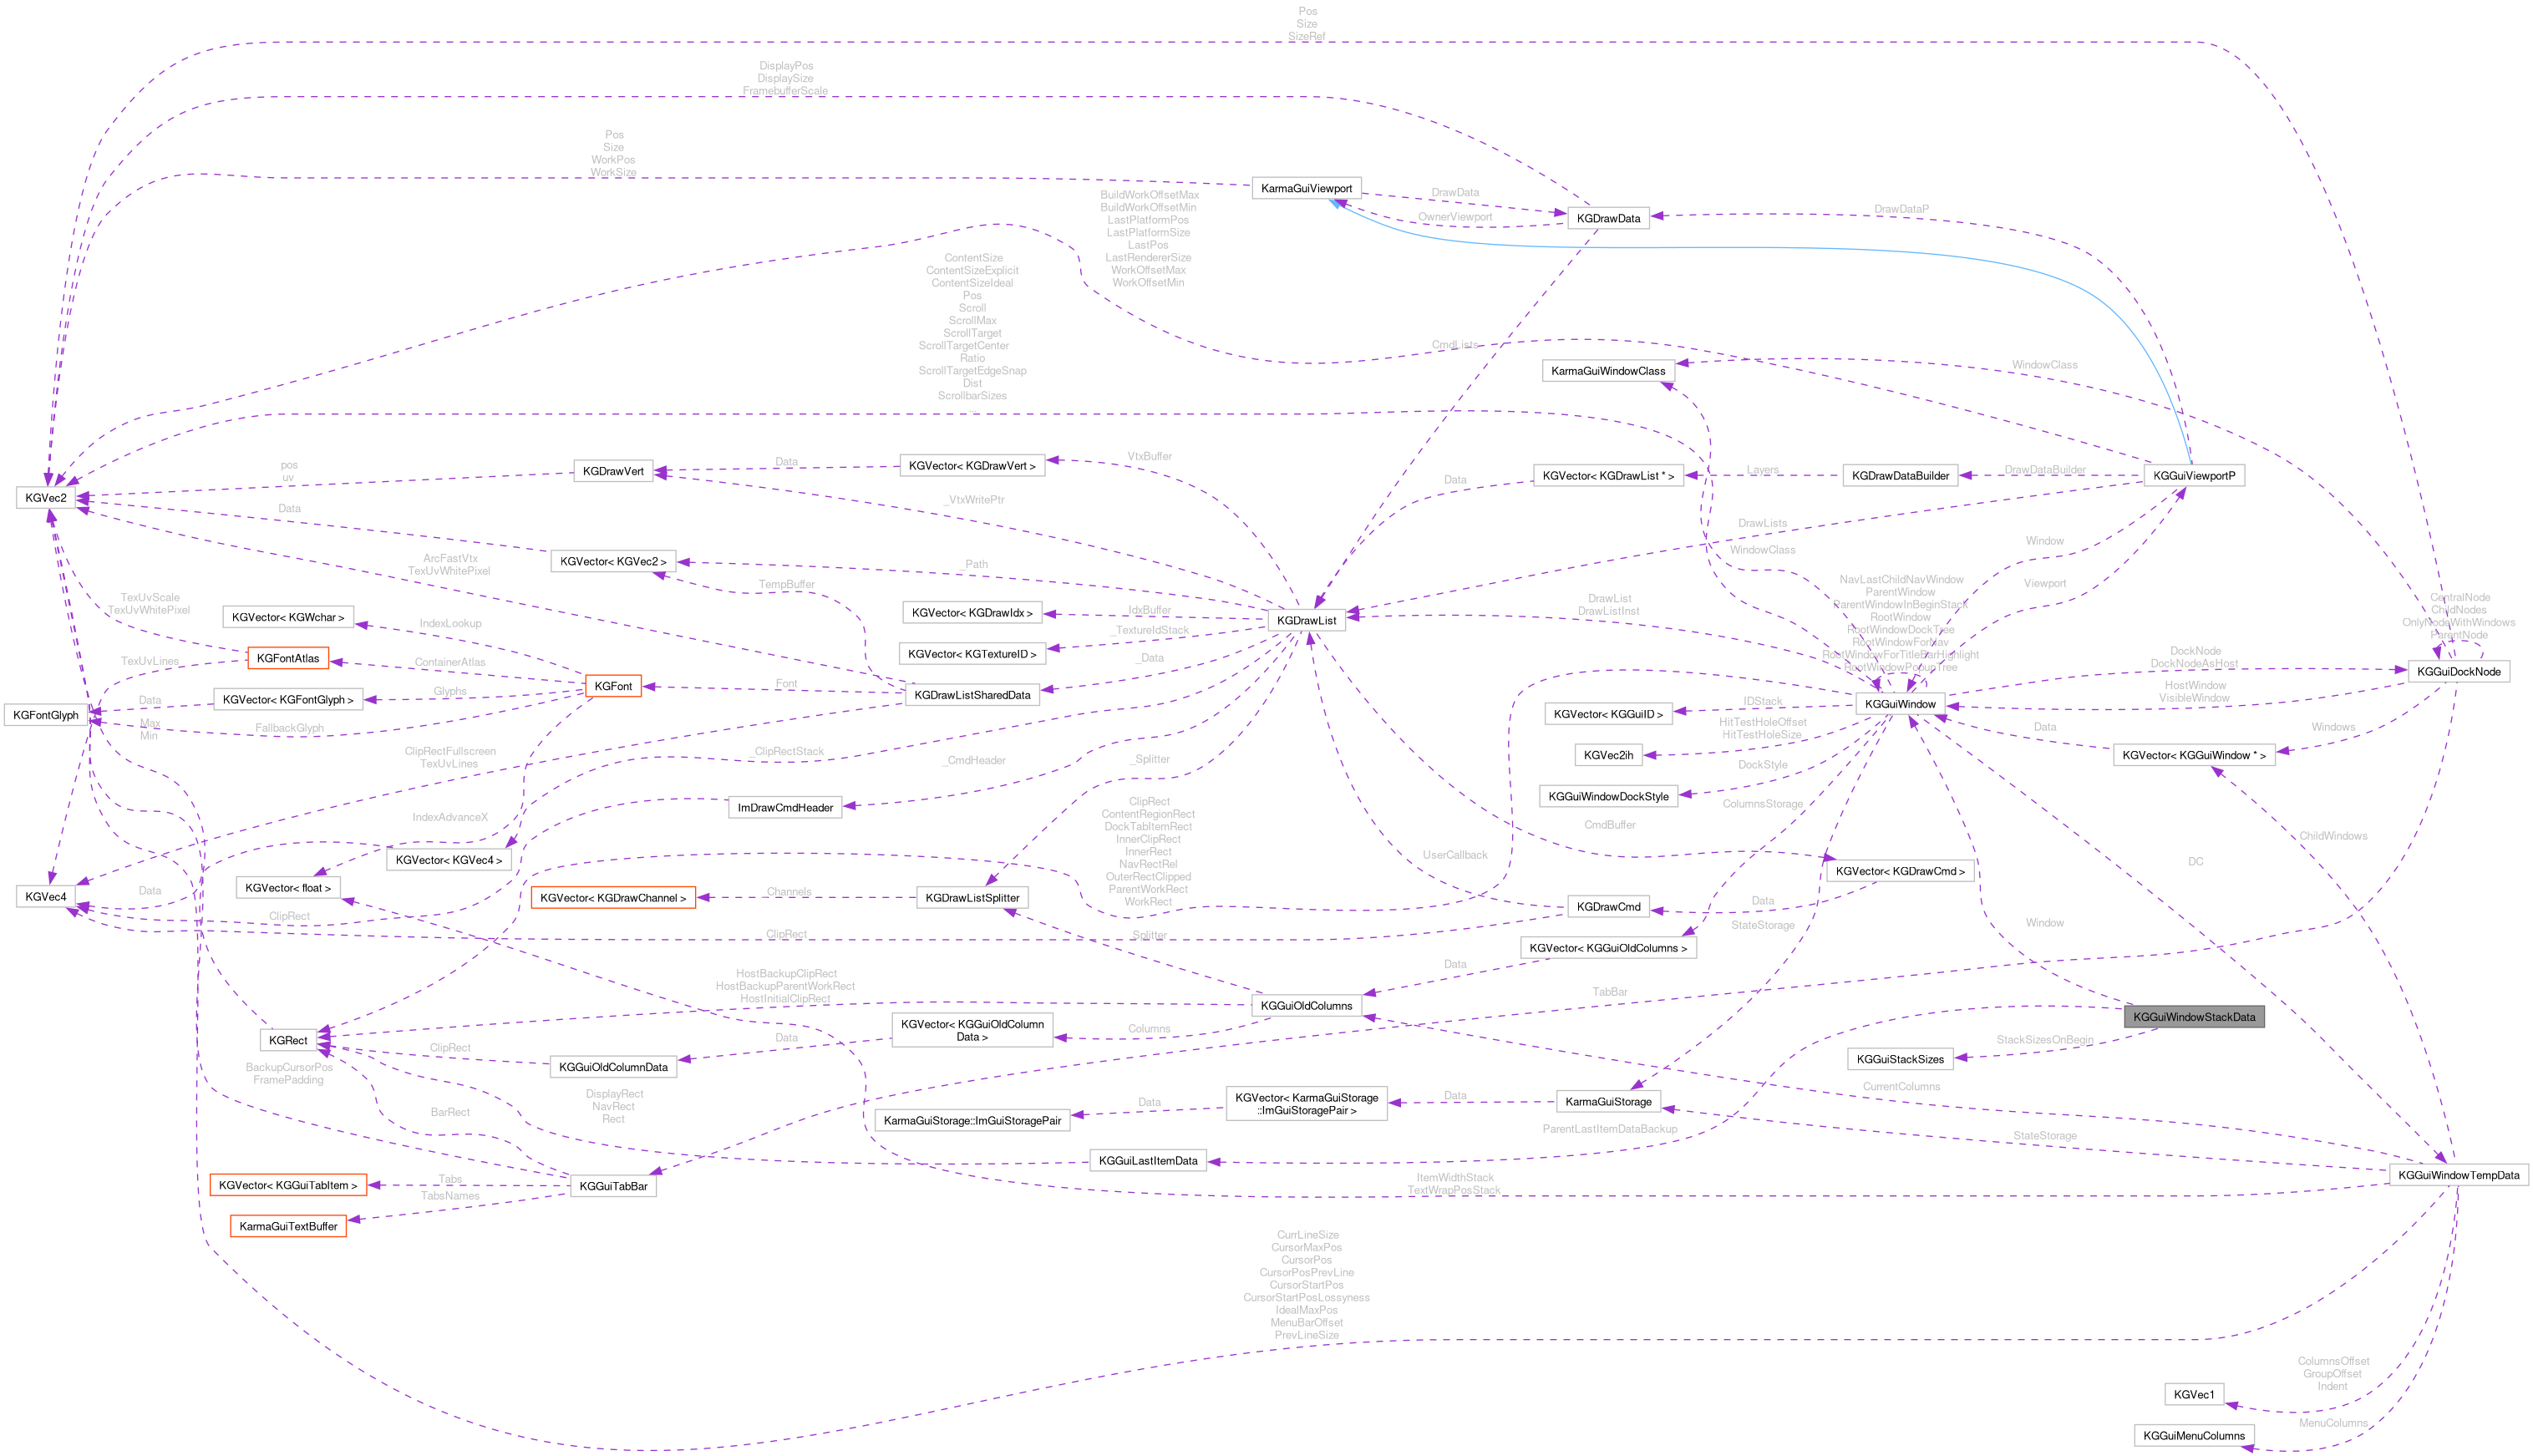 Pos
Size
SizeRef
DisplayPos
DisplaySize
FramebufferScale
Pos
Size
WorkPos
WorkSize
KarmaGuiViewport
DrawData
OwnerViewport
KGDrawData
DrawDataP
BuildWorkOffsetMax
BuildWorkOffsetMin
LastPlatformPos
LastPlatformSize
LastPos
LastRendererSize
WorkOffsetMax
WorkOffsetMin
ContentSize
ContentSizeExplicit
ContentSizeIdeal
Pos
Scroll
ScrollMax
ScrollTarget
ScrollTargetCenter
Ratio
ScrollTargetEdgeSnap
Dist
ScrollbarSizes
...
CmdLists
KarmaGuiWindowClass
WindowClass
KGVec2
pos
uv
KGDrawVert
Data
KGVector< KGDrawVert >
VtxBuffer
_VtxWritePtr
Data
KGVector< KGDrawList * >
Layers
KGDrawDataBuilder
DrawDataBuilder
KGGuiViewportP
Data
KGVector< KGVec2 >
_Path
DrawLists
WindowClass
Window
Viewport
ArcFastVtx
TexUvWhitePixel
TempBuffer
TexUvScale
TexUvWhitePixel
KGVector< KGWchar >
IndexLookup
KGVector< KGDrawIdx >
IdxBuffer
KGDrawList
DrawList
DrawListInst
NavLastChildNavWindow
ParentWindow
ParentWindowInBeginStack
RootWindow
RootWindowDockTree
RootWindowForNav
RootWindowForTitleBarHighlight
RootWindowPopupTree
CentralNode
ChildNodes
OnlyNodeWithWindows
ParentNode
TexUvLines
KGFontAtlas
ContainerAtlas
KGVector< KGTextureID >
_TextureIdStack
_Data
KGFont
Font
KGDrawListSharedData
DockNode
DockNodeAsHost
KGGuiDockNode
HostWindow
VisibleWindow
KGFontGlyph
Data
KGVector< KGFontGlyph >
Glyphs
FallbackGlyph
Max
Min
KGVector< KGGuiID >
IDStack
KGGuiWindow
HitTestHoleOffset
HitTestHoleSize
Data
KGVector< KGGuiWindow * >
Windows
KGVec2ih
ClipRectFullscreen
TexUvLines
_ClipRectStack
_CmdHeader
_Splitter
DockStyle
KGGuiWindowDockStyle
ImDrawCmdHeader
ColumnsStorage
IndexAdvanceX
ClipRect
ContentRegionRect
DockTabItemRect
InnerClipRect
InnerRect
NavRectRel
OuterRectClipped
ParentWorkRect
WorkRect
CmdBuffer
UserCallback
ChildWindows
DC
KGVector< KGVec4 >
KGVector< KGDrawCmd >
KGVec4
Data
KGVector< float >
KGVector< KGDrawChannel >
Channels
KGDrawListSplitter
KGDrawCmd
Data
ClipRect
ClipRect
Splitter
StateStorage
Window
KGVector< KGGuiOldColumns >
Data
HostBackupClipRect
HostBackupParentWorkRect
HostInitialClipRect
KGGuiOldColumns
TabBar
KGGuiWindowStackData
KGRect
KGVector< KGGuiOldColumn
Data >
Columns
Data
ClipRect
KGGuiOldColumnData
StackSizesOnBegin
KGGuiStackSizes
BackupCursorPos
FramePadding
BarRect
DisplayRect
NavRect
Rect
CurrentColumns
KGVector< KarmaGuiStorage
::ImGuiStoragePair >
Data
KarmaGuiStorage
Data
KarmaGuiStorage::ImGuiStoragePair
ParentLastItemDataBackup
StateStorage
KGGuiLastItemData
KGVector< KGGuiTabItem >
Tabs
KGGuiTabBar
TabsNames
KarmaGuiTextBuffer
ItemWidthStack
TextWrapPosStack
KGGuiWindowTempData
CurrLineSize
CursorMaxPos
CursorPos
CursorPosPrevLine
CursorStartPos
CursorStartPosLossyness
IdealMaxPos
MenuBarOffset
PrevLineSize
ColumnsOffset
GroupOffset
Indent
KGVec1
MenuColumns
KGGuiMenuColumns